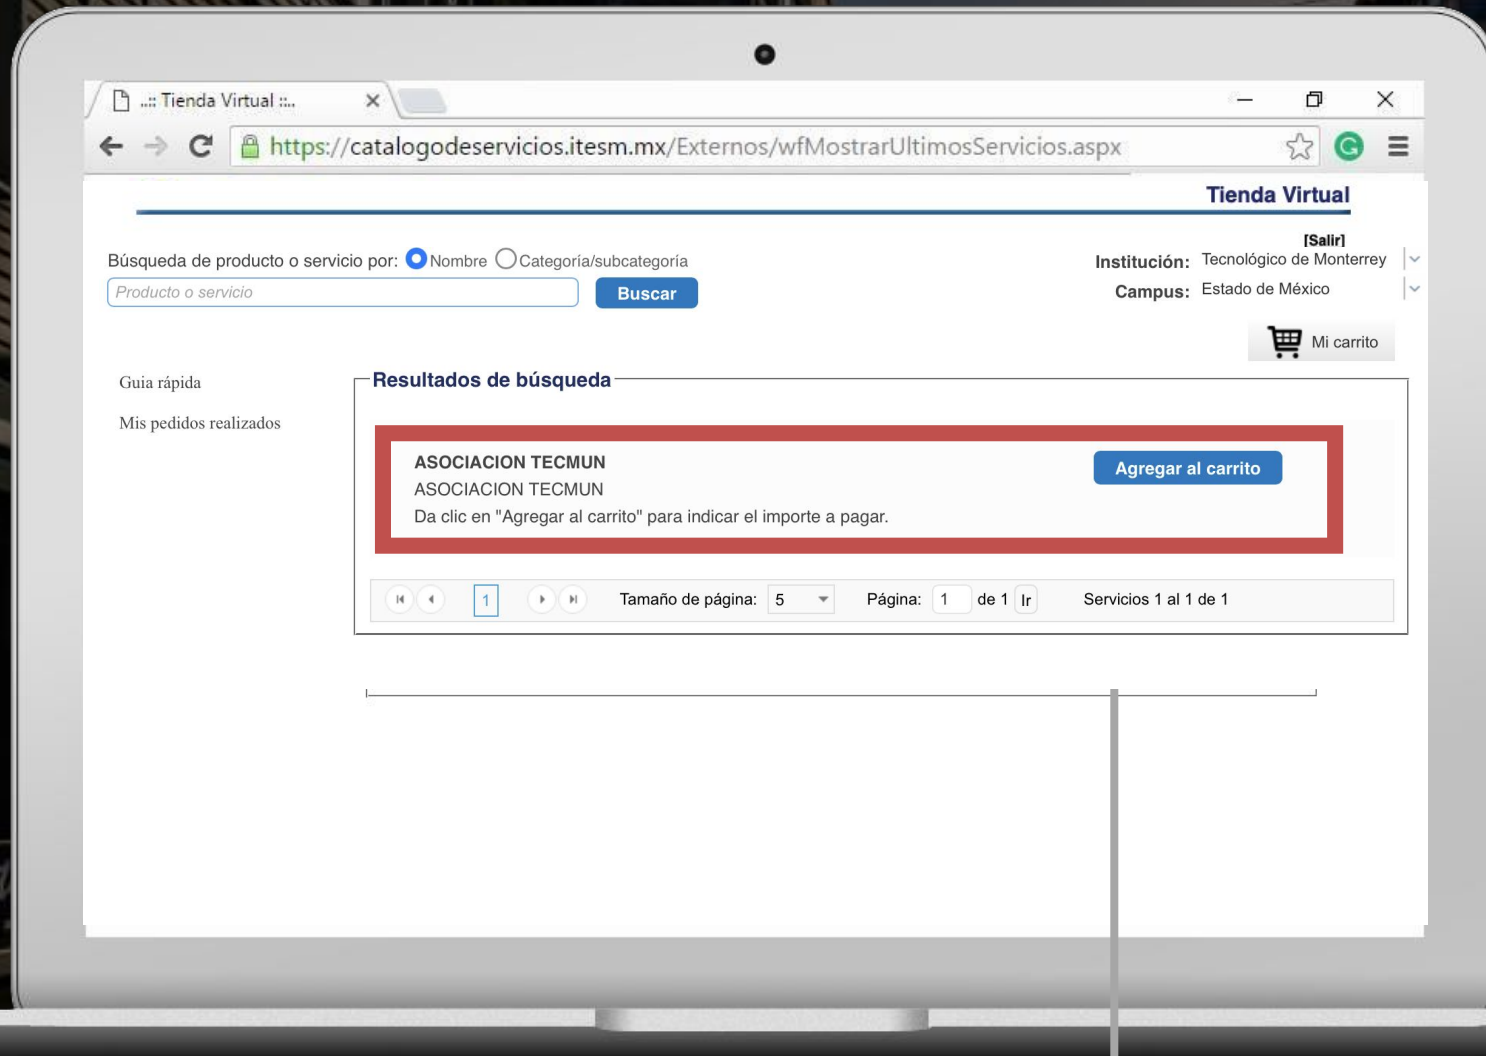 ..:: Tienda Virtual ::..
https://catalogodeservicios.itesm.mx/Externos/wfMostrarUltimosServicios.aspx
Tienda Virtual
[Salir]
Búsqueda de producto o servicio por: Nombre Categoría/subcategoría
Institución: Tecnológico de Monterrey
Producto o servicio Buscar
Campus: Estado de México
Mi carrito
Guia rápida
Mis pedidos realizados
Resultados de búsqueda
ASOCIACION TECMUN
Agregar al carrito
ASOCIACION TECMUN
Da clic en "Agregar al carrito" para indicar el importe a pagar.
1 Tamaño de página: 5 Página: 1 de 1 Ir Servicios 1 al 1 de 1